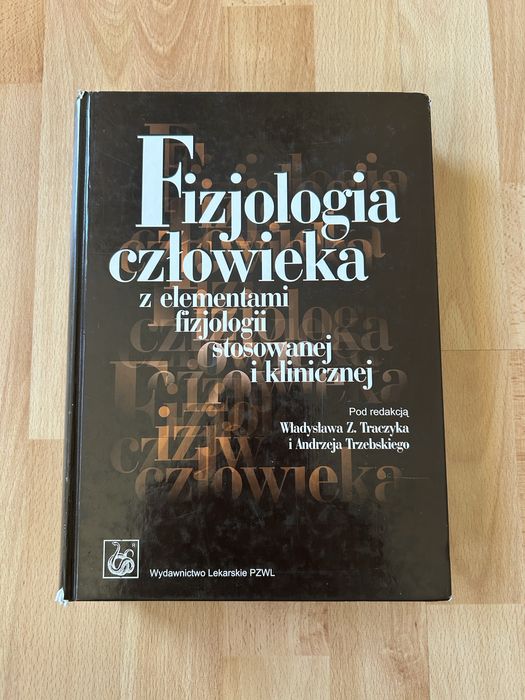 Fizjologia
człowieka
z elementami
fizjologii
stosowanej
i klinicznej
Pod redakcją
Władysława Z. Traczyka
i Andrzeja Trzebskiego
Wydawnictwo Lekarskie PZWL